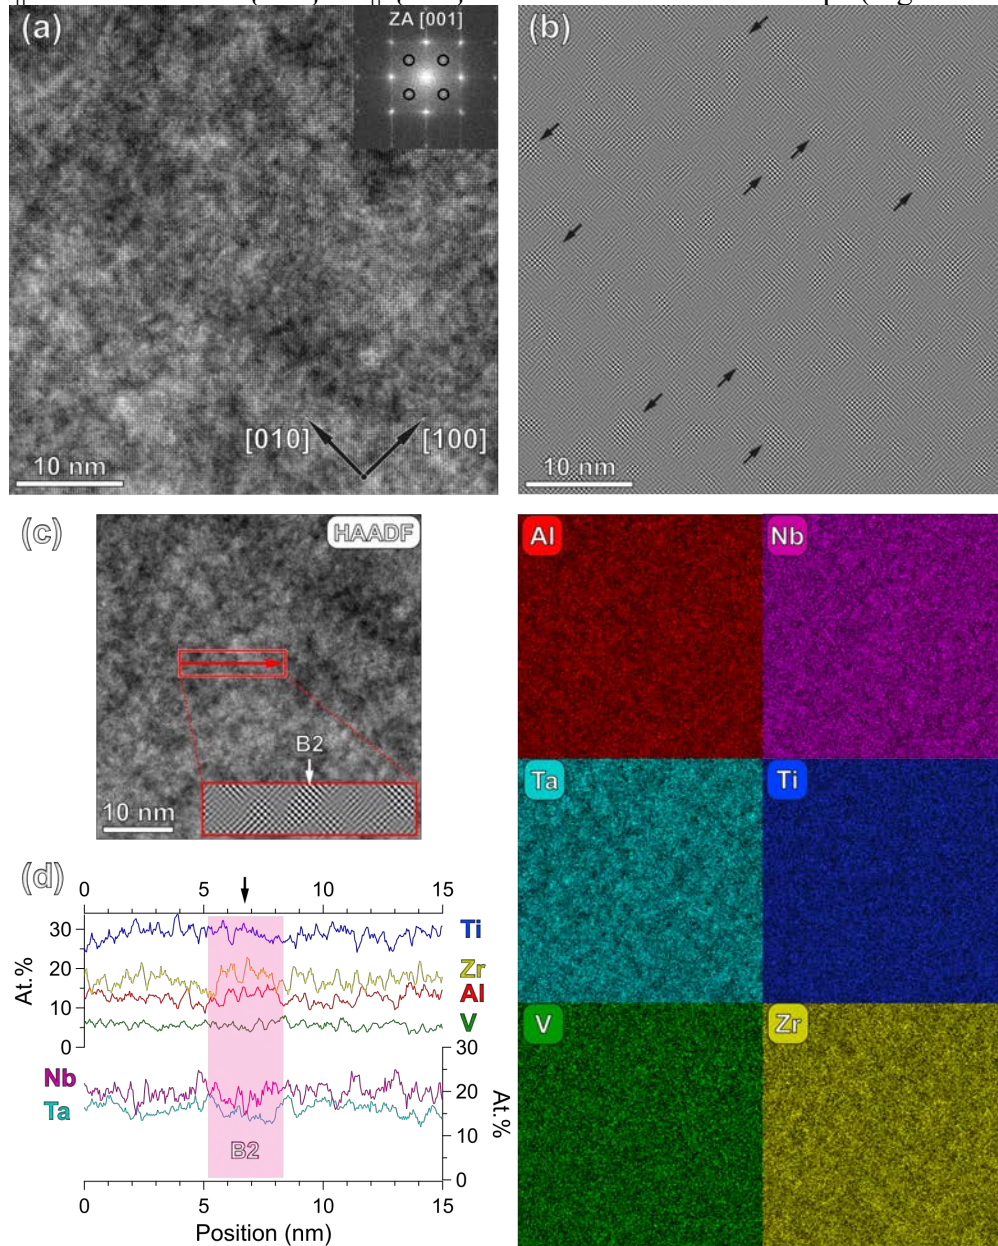 (a)
ZA [001]
[010]
[100]
10 nm
(b)
10 nm
(c)
HAADF
B2
10 nm
Al
Nb
Ta
Ti
V
Zr
(d)
0 5 10 15
30
20
10
0
At.%
Ti
Zr
Al
V
Nb
Ta
30
20
10
0
At.%
B2
0 5 10 15
Position (nm)